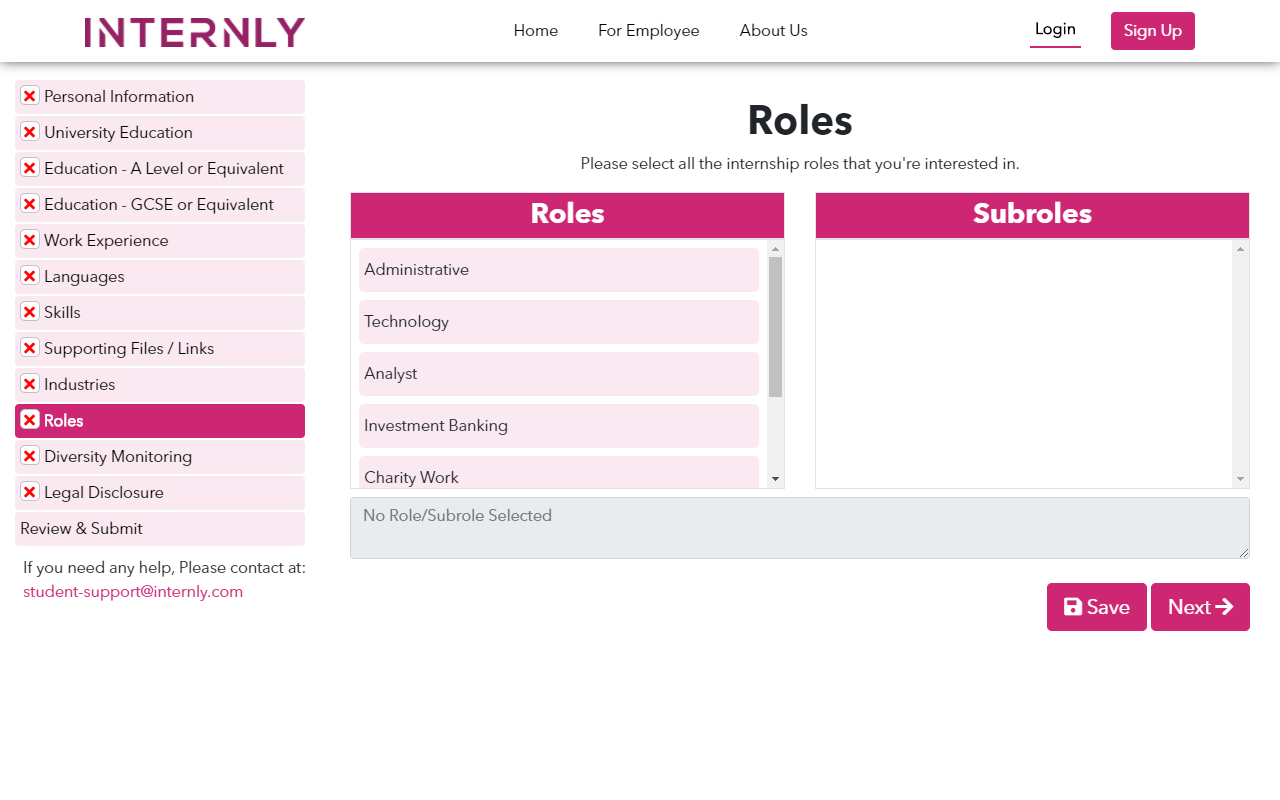 INTERNLY
Home
For Employee
About Us
Login
Sign Up
Personal Information
University Education
Education - A Level or Equivalent
Education - GCSE or Equivalent
Work Experience
Languages
Skills
Supporting Files / Links
Industries
Roles
Diversity Monitoring
Legal Disclosure
Review & Submit
If you need any help, Please contact at:
student-support@internly.com
Roles
Please select all the internship roles that you're interested in.
Roles
Administrative
Technology
Analyst
Investment Banking
Charity Work
Subroles
No Role/Subrole Selected
Save
Next